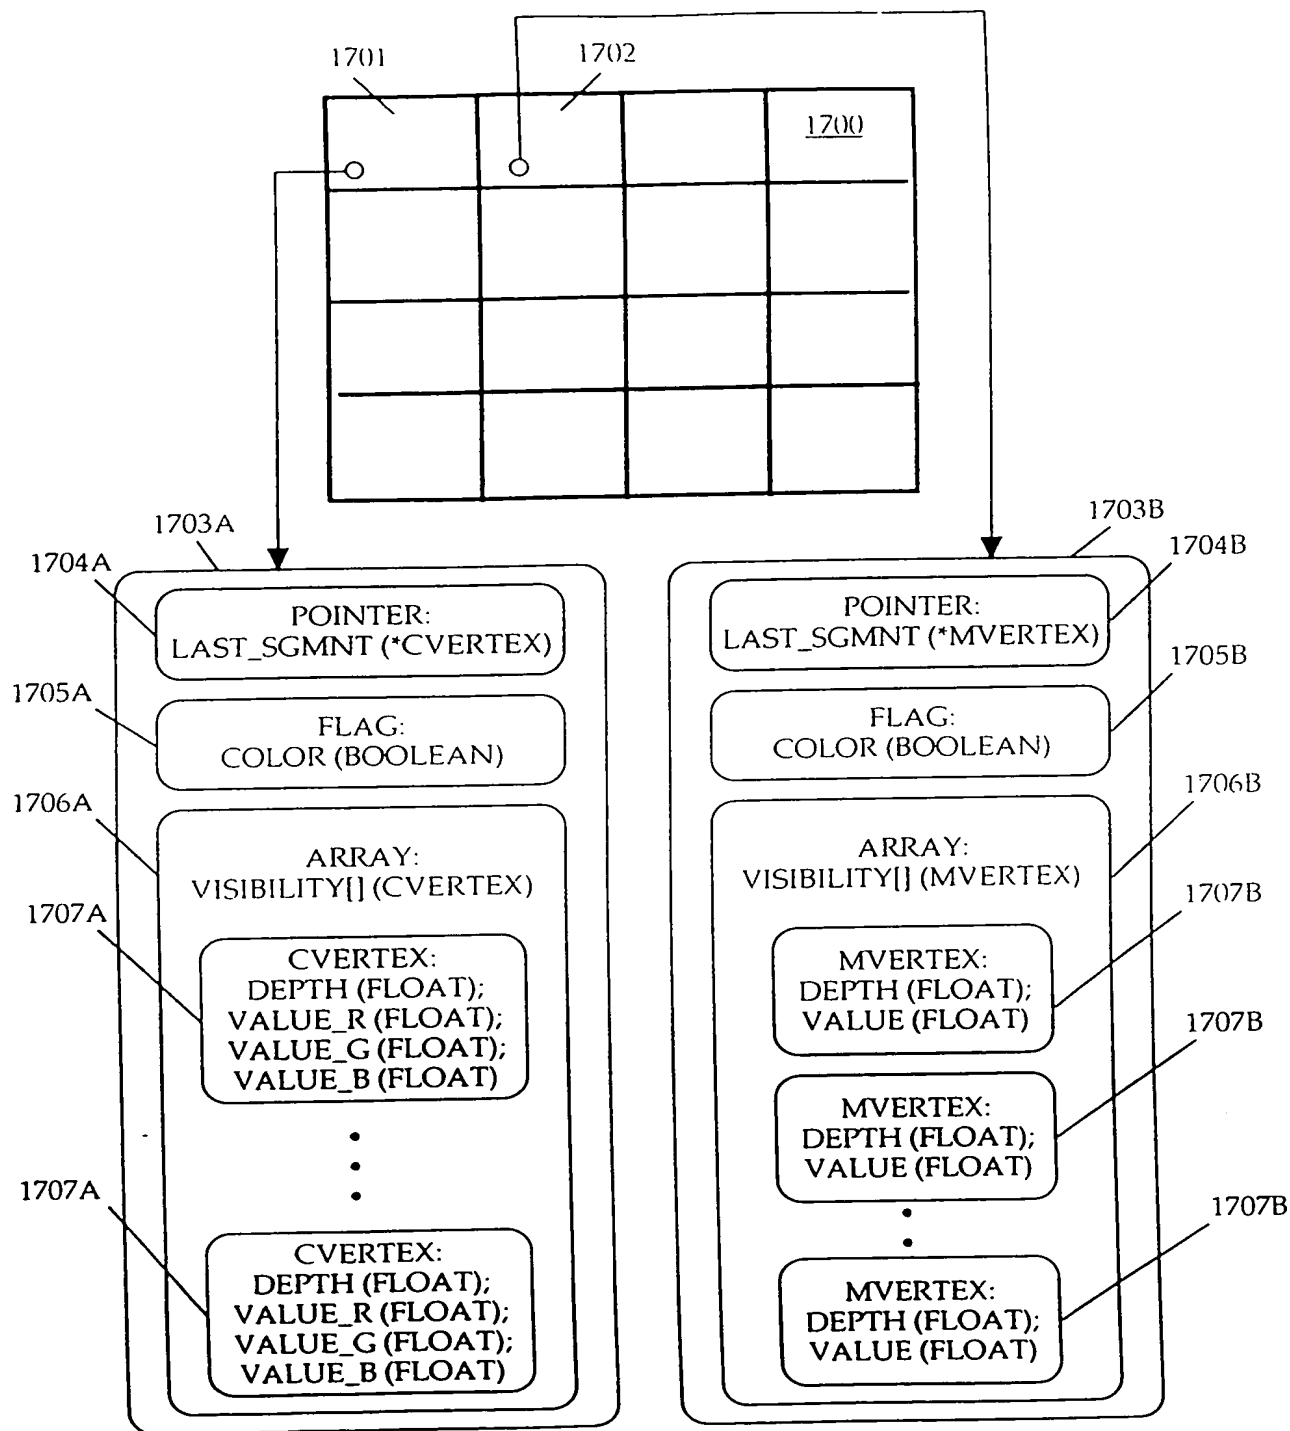 1701
1702
1700
1703A
1703B
1704A
1704B
POINTER:
LAST_SGMNT (*CVERTEX)
POINTER:
LAST_SGMNT (*MVERTEX)
1705A
1705B
FLAG:
COLOR (BOOLEAN)
FLAG:
COLOR (BOOLEAN)
1706A
1706B
ARRAY:
VISIBILITY[] (CVERTEX)
ARRAY:
VISIBILITY[] (MVERTEX)
1707A
1707B
CVERTEX:
DEPTH (FLOAT);
VALUE_R (FLOAT);
VALUE_G (FLOAT);
VALUE_B (FLOAT)
MVERTEX:
DEPTH (FLOAT);
VALUE (FLOAT)
1707B
MVERTEX:
DEPTH (FLOAT);
VALUE (FLOAT)
1707A
1707B
CVERTEX:
DEPTH (FLOAT);
VALUE_R (FLOAT);
VALUE_G (FLOAT);
VALUE_B (FLOAT)
MVERTEX:
DEPTH (FLOAT);
VALUE (FLOAT)